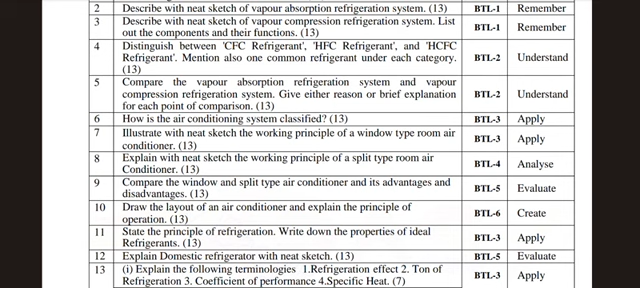 2 Describe with neat sketch of vapour absorption refrigeration system. (13) BTL-1 Remember
3 Describe with neat sketch of vapour compression refrigeration system. List BTL-1 Remember
out the components and their functions. (13)
4 Distinguish between 'CFC Refrigerant', 'HFC Refrigerant', and 'HCFC BTL-2 Understand
Refrigerant'. Mention also one common refrigerant under each category.
(13)
5 Compare the vapour absorption refrigeration system and vapour BTL-2 Understand
compression refrigeration system. Give either reason or brief explanation
for each point of comparison. (13)
6 How is the air conditioning system classified? (13) BTL-3 Apply
7 Illustrate with neat sketch the working principle of a window type room air BTL-3 Apply
conditioner. (13)
8 Explain with neat sketch the working principle of a split type room air BTL-4 Analyse
Conditioner. (13)
9 Compare the window and split type air conditioner and its advantages and BTL-5 Evaluate
disadvantages. (13)
10 Draw the layout of an air conditioner and explain the principle of BTL-6 Create
operation. (13)
11 State the principle of refrigeration. Write down the properties of ideal BTL-3 Apply
Refrigerants. (13)
12 Explain Domestic refrigerator with neat sketch. (13) BTL-5 Evaluate
13 (i) Explain the following terminologies 1.Refrigeration effect 2. Ton of BTL-3 Apply
Refrigeration 3. Coefficient of performance 4.Specific Heat. (7)